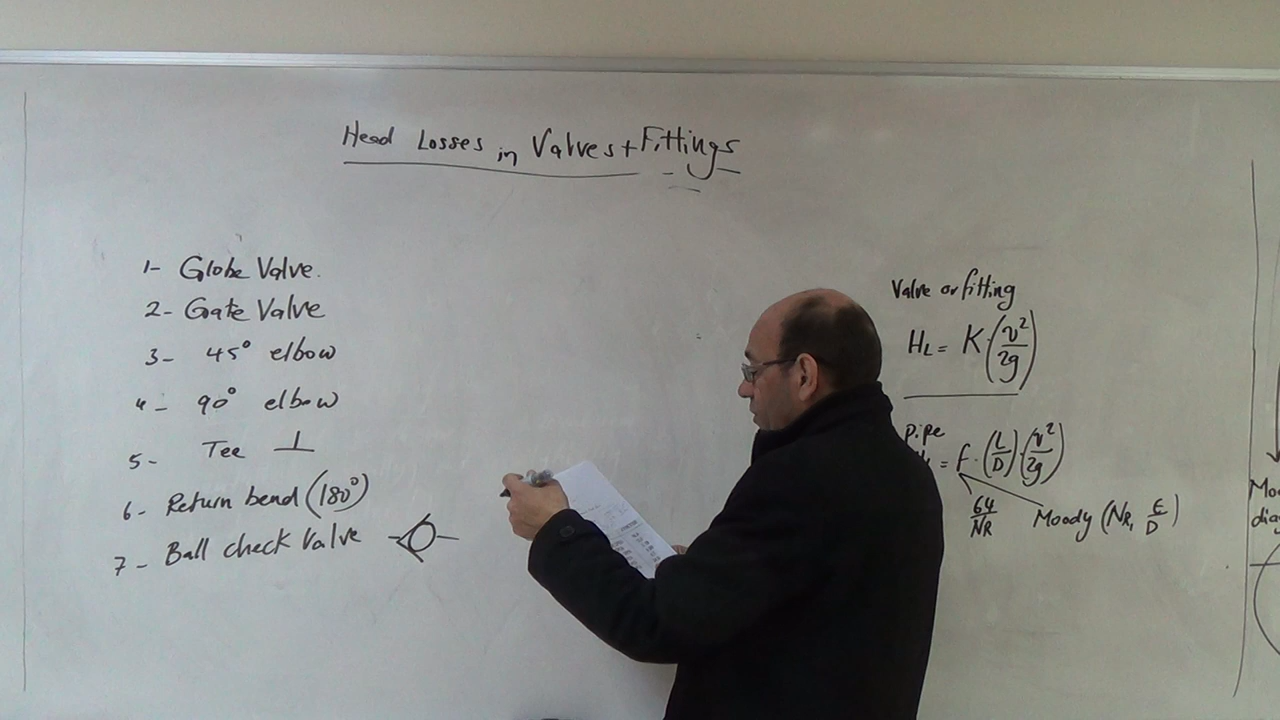 Head Losses in Valves + Fittings
1- Globe Valve.
2- Gate Valve
3- 45° elbow
4- 90° elbow
5- Tee ⊥
6- Return bend (180°)
7- Ball check Valve
Valve or fitting
HL = K·(v²/2g)
pipe
= f·(L/D)(v²/2g)
64/NR
Moody (NR, ε/D)